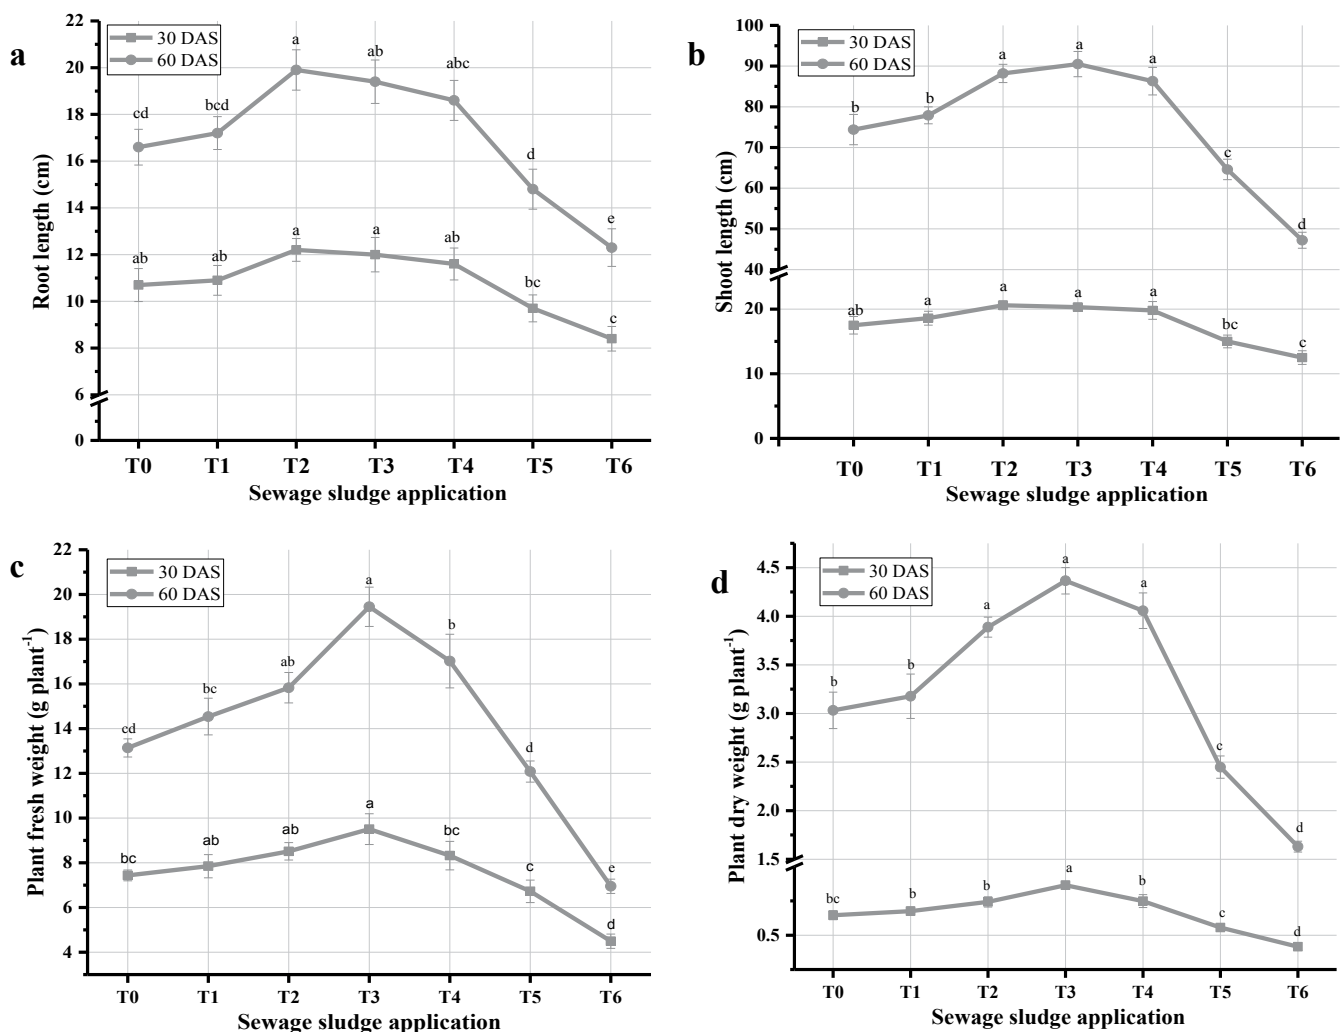 a
30 DAS
60 DAS
Root length (cm)
22
20
18
16
14
12
10
8
6
0
cd
bcd
a
ab
abc
d
e
ab
ab
a
a
ab
bc
c
T0 T1 T2 T3 T4 T5 T6
Sewage sludge application
b
30 DAS
60 DAS
Shoot length (cm)
100
90
80
70
60
50
40
20
10
0
b
b
a
a
a
c
d
ab
a
a
a
a
bc
c
T0 T1 T2 T3 T4 T5 T6
Sewage sludge application
c
30 DAS
60 DAS
Plant fresh weight (g plant-1)
22
20
18
16
14
12
10
8
6
4
cd
bc
ab
a
b
d
e
bc
ab
ab
a
bc
c
d
T0 T1 T2 T3 T4 T5 T6
Sewage sludge application
d
30 DAS
60 DAS
Plant dry weight (g plant-1)
4.5
4.0
3.5
3.0
2.5
2.0
1.5
0.5
b
b
a
a
a
c
d
bc
b
b
a
b
c
d
T0 T1 T2 T3 T4 T5 T6
Sewage sludge application